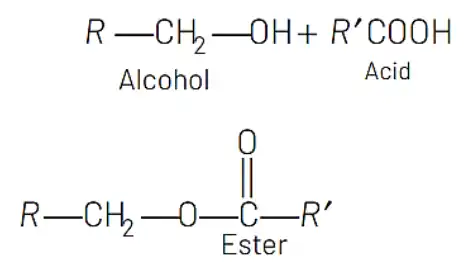 R—CH₂—OH + R′COOH
Alcohol Acid
O
R—CH₂—O—C—R′
Ester